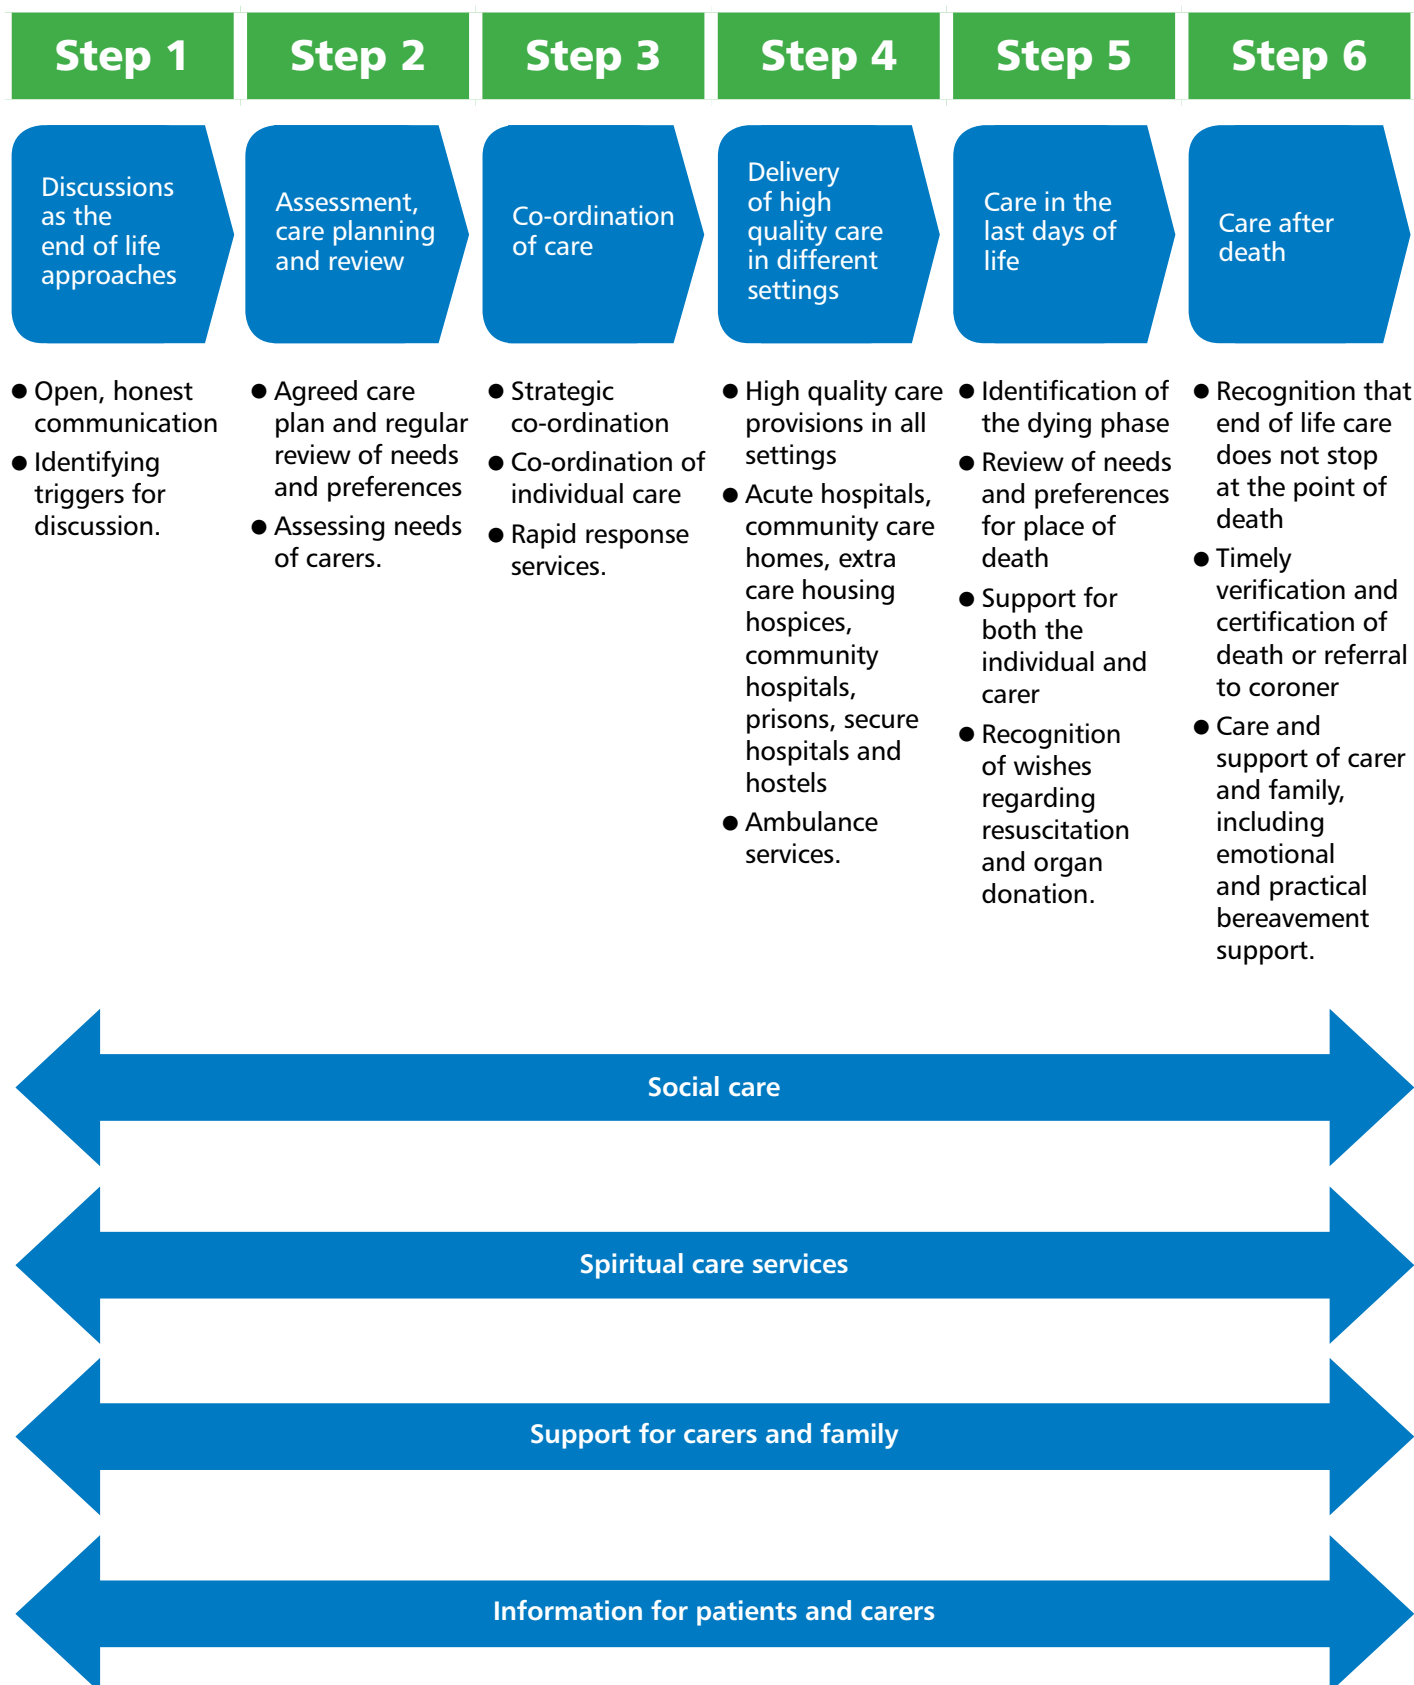 Step 1
Step 2
Step 3
Step 4
Step 5
Step 6
Discussions
as the
end of life
approaches
Assessment,
care planning
and review
Co-ordination
of care
Delivery
of high
quality care
in different
settings
Care in the
last days of
life
Care after
death
● Open, honest
communication
● Identifying
triggers for
discussion.
● Agreed care
plan and regular
review of needs
and preferences
● Assessing needs
of carers.
● Strategic
co-ordination
● Co-ordination of
individual care
● Rapid response
services.
● High quality care
provisions in all
settings
● Acute hospitals,
community care
homes, extra
care housing
hospices,
community
hospitals,
prisons, secure
hospitals and
hostels
● Ambulance
services.
● Identification of
the dying phase
● Review of needs
and preferences
for place of
death
● Support for
both the
individual and
carer
● Recognition
of wishes
regarding
resuscitation
and organ
donation.
● Recognition that
end of life care
does not stop
at the point of
death
● Timely
verification and
certification of
death or referral
to coroner
● Care and
support of carer
and family,
including
emotional
and practical
bereavement
support.
Social care
Spiritual care services
Support for carers and family
Information for patients and carers